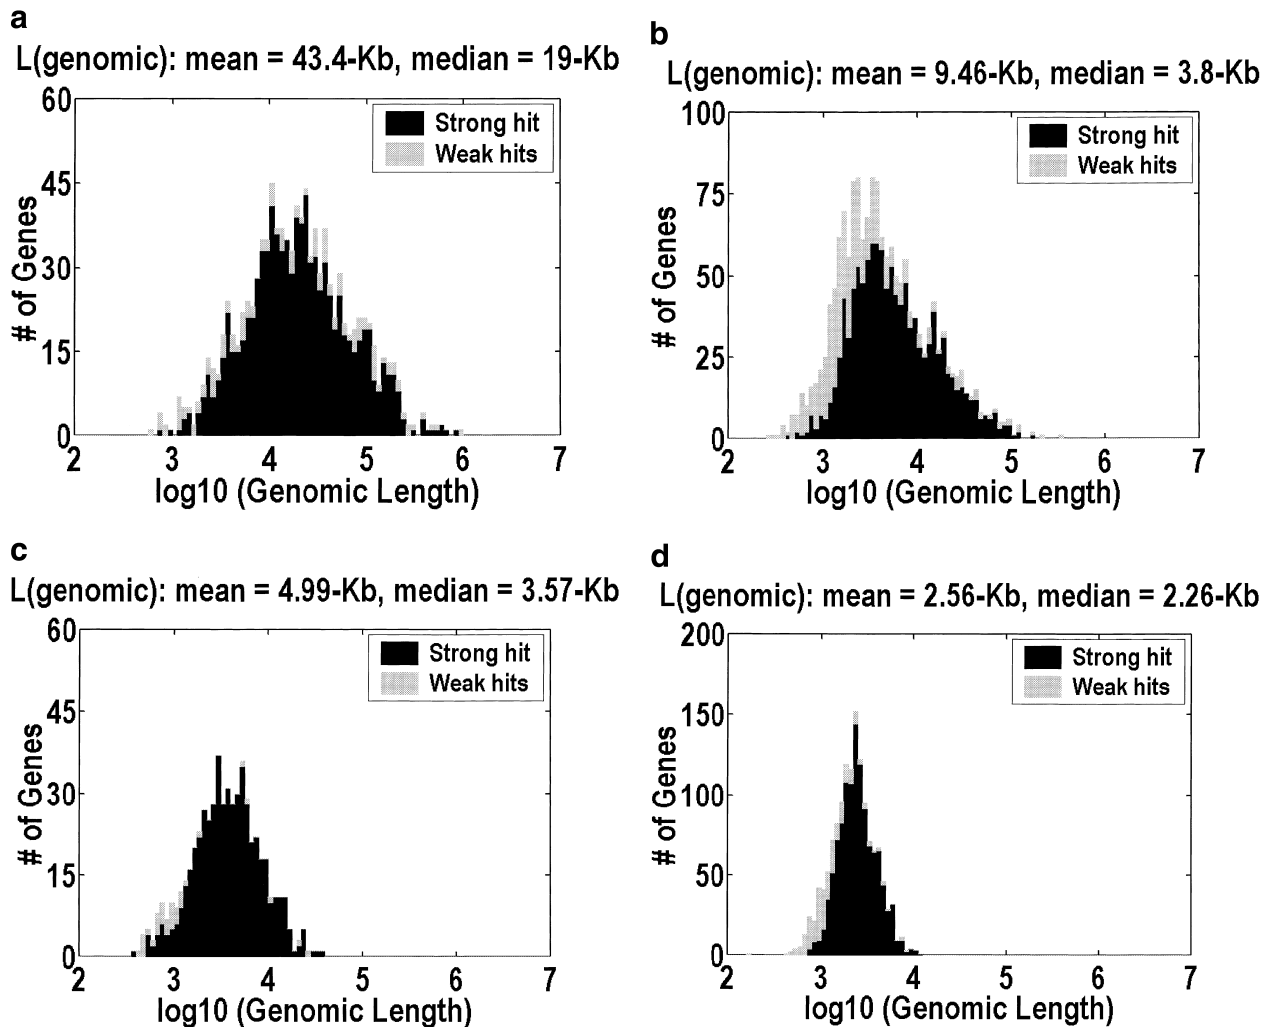 a
L(genomic): mean = 43.4-Kb, median = 19-Kb
60
45
30
15
0
# of Genes
Strong hit
Weak hits
2 3 4 5 6 7
log10 (Genomic Length)
b
L(genomic): mean = 9.46-Kb, median = 3.8-Kb
100
75
50
25
0
# of Genes
Strong hit
Weak hits
2 3 4 5 6 7
log10 (Genomic Length)
c
L(genomic): mean = 4.99-Kb, median = 3.57-Kb
60
45
30
15
0
# of Genes
Strong hit
Weak hits
2 3 4 5 6 7
log10 (Genomic Length)
d
L(genomic): mean = 2.56-Kb, median = 2.26-Kb
200
150
100
50
0
# of Genes
Strong hit
Weak hits
2 3 4 5 6 7
log10 (Genomic Length)